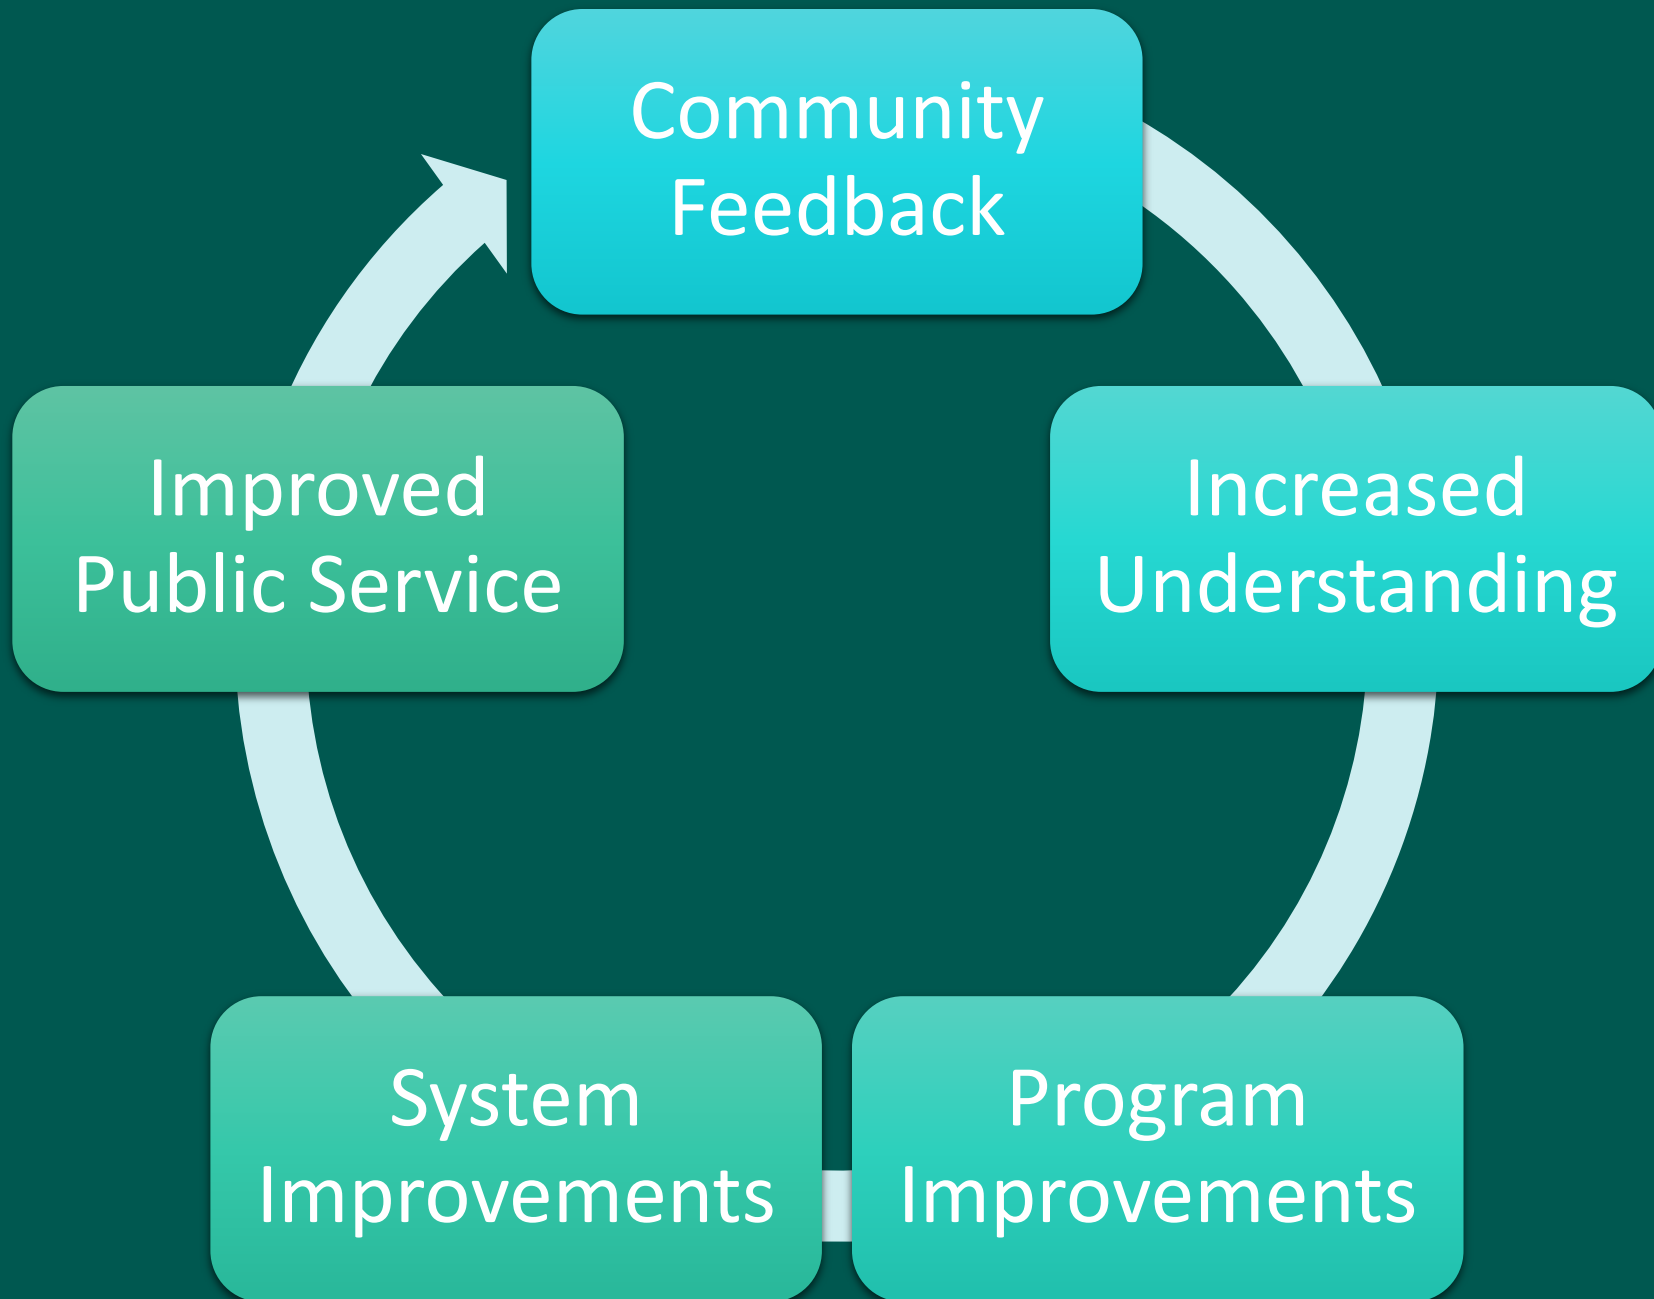 Community
Feedback
Increased
Understanding
Program
Improvements
System
Improvements
Improved
Public Service